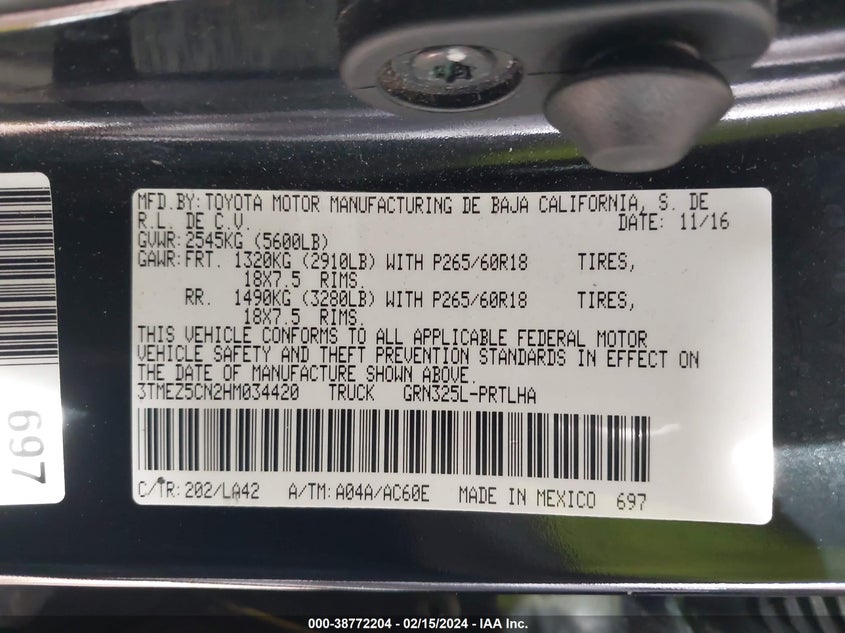 MFD.BY:TOYOTA MOTOR MANUFACTURING DE BAJA CALIFORNIA, S. DE
R.L. DE C.V. DATE: 11/16
GVWR:2545KG (5600LB)
GAWR:FRT. 1320KG (2910LB) WITH P265/60R18 TIRES,
18X7.5 RIMS.
RR. 1490KG (3280LB) WITH P265/60R18 TIRES,
18X7.5 RIMS.
THIS VEHICLE CONFORMS TO ALL APPLICABLE FEDERAL MOTOR
VEHICLE SAFETY AND THEFT PREVENTION STANDARDS IN EFFECT ON
THE DATE OF MANUFACTURE SHOWN ABOVE.
3TMEZ5CN2HM034420 TRUCK GRN325L-PRTLHA
C/TR:202/LA42 A/TM:A04A/AC60E MADE IN MEXICO 697
697
000-38772204 - 02/15/2024 - IAA Inc.